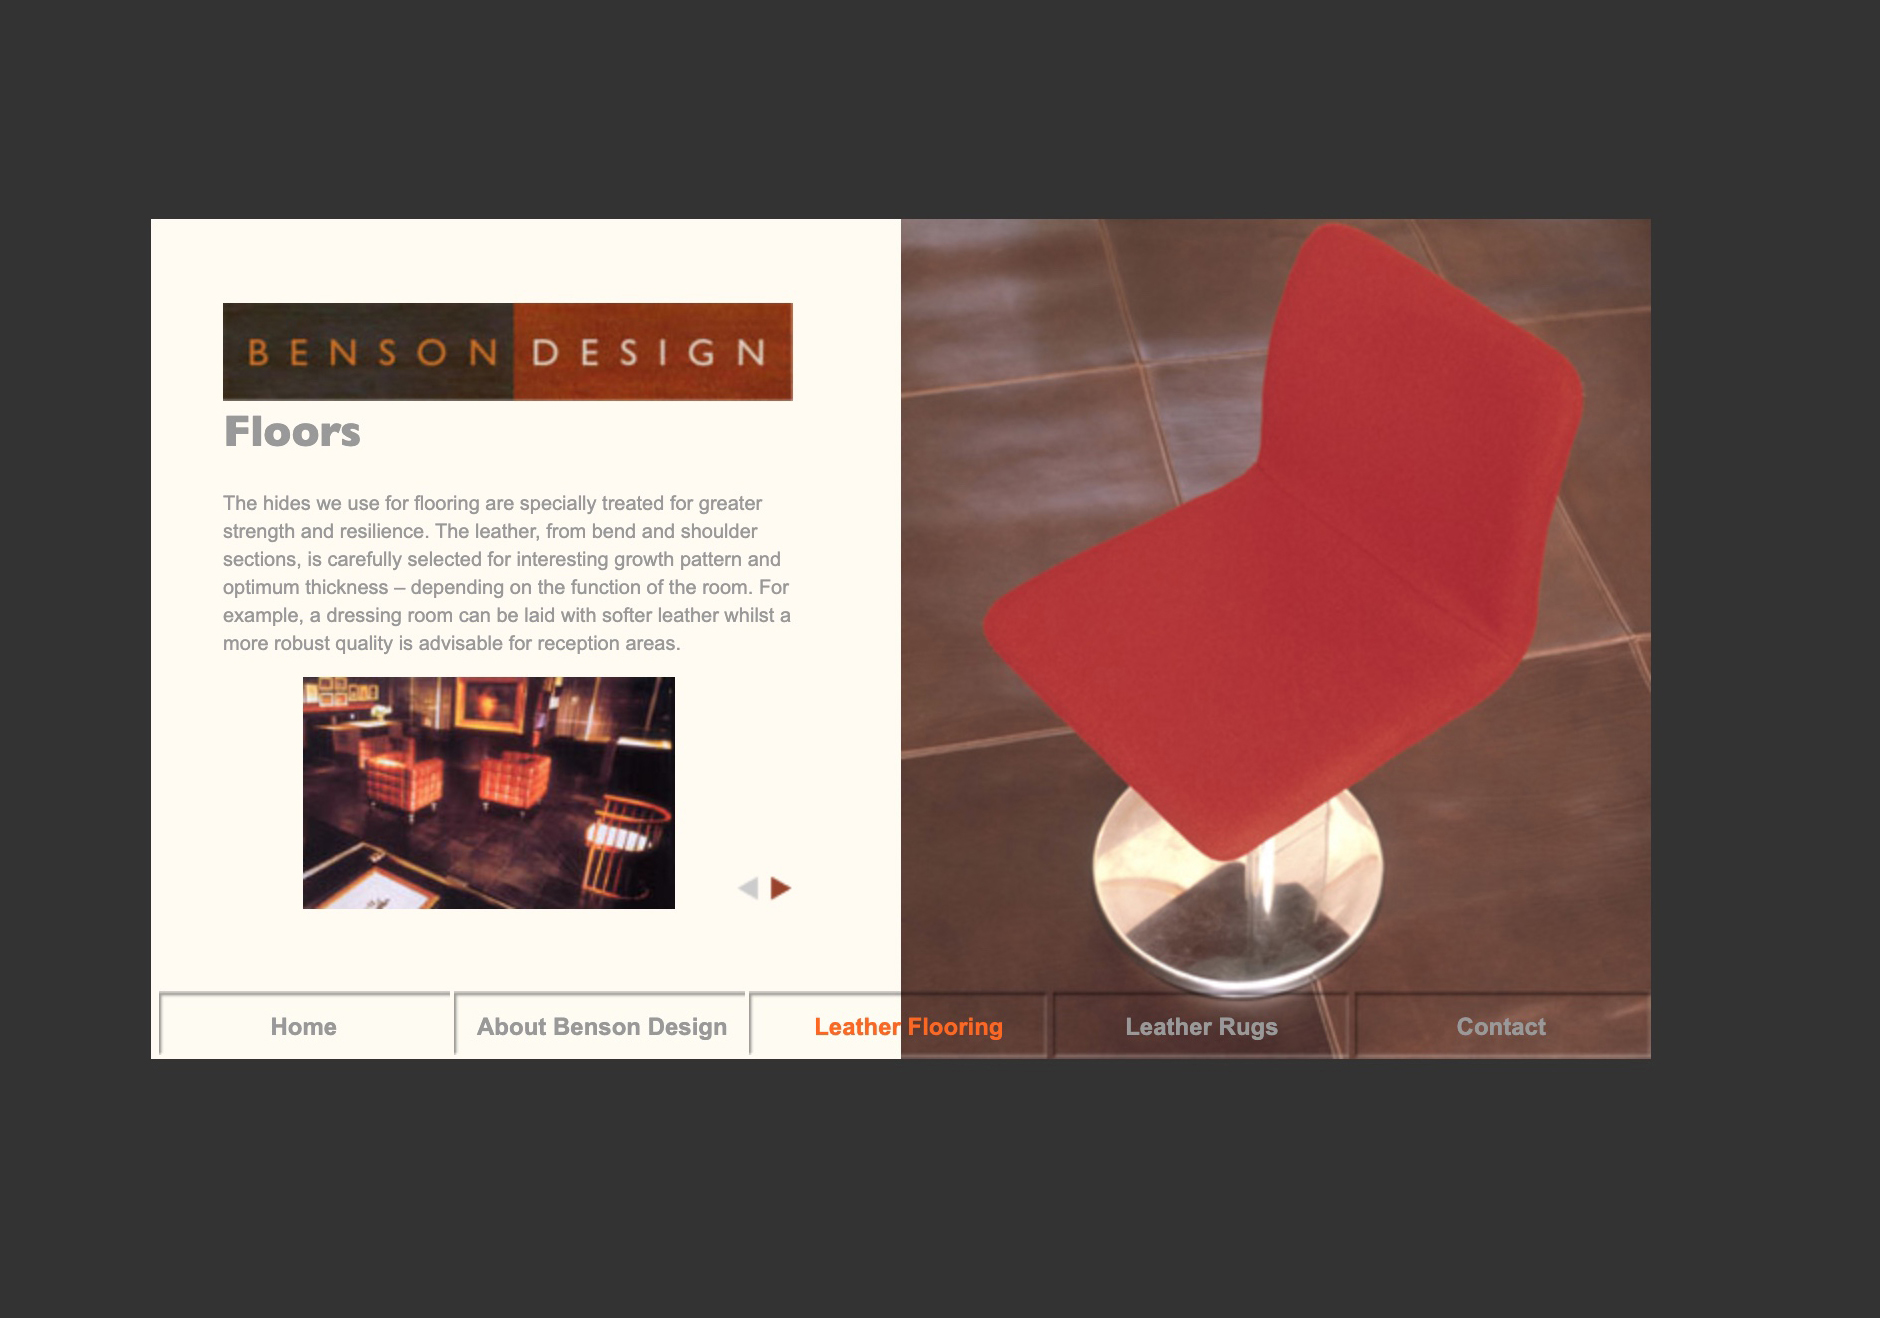 BENSON DESIGN
Floors
The hides we use for flooring are specially treated for greater
strength and resilience. The leather, from bend and shoulder
sections, is carefully selected for interesting growth pattern and
optimum thickness – depending on the function of the room. For
example, a dressing room can be laid with softer leather whilst a
more robust quality is advisable for reception areas.
Home
About Benson Design
Leather Flooring
Leather Rugs
Contact